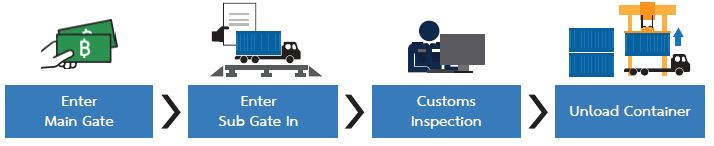 ฿
฿
Enter
Main Gate
Enter
Sub Gate In
Customs
Inspection
Unload Container